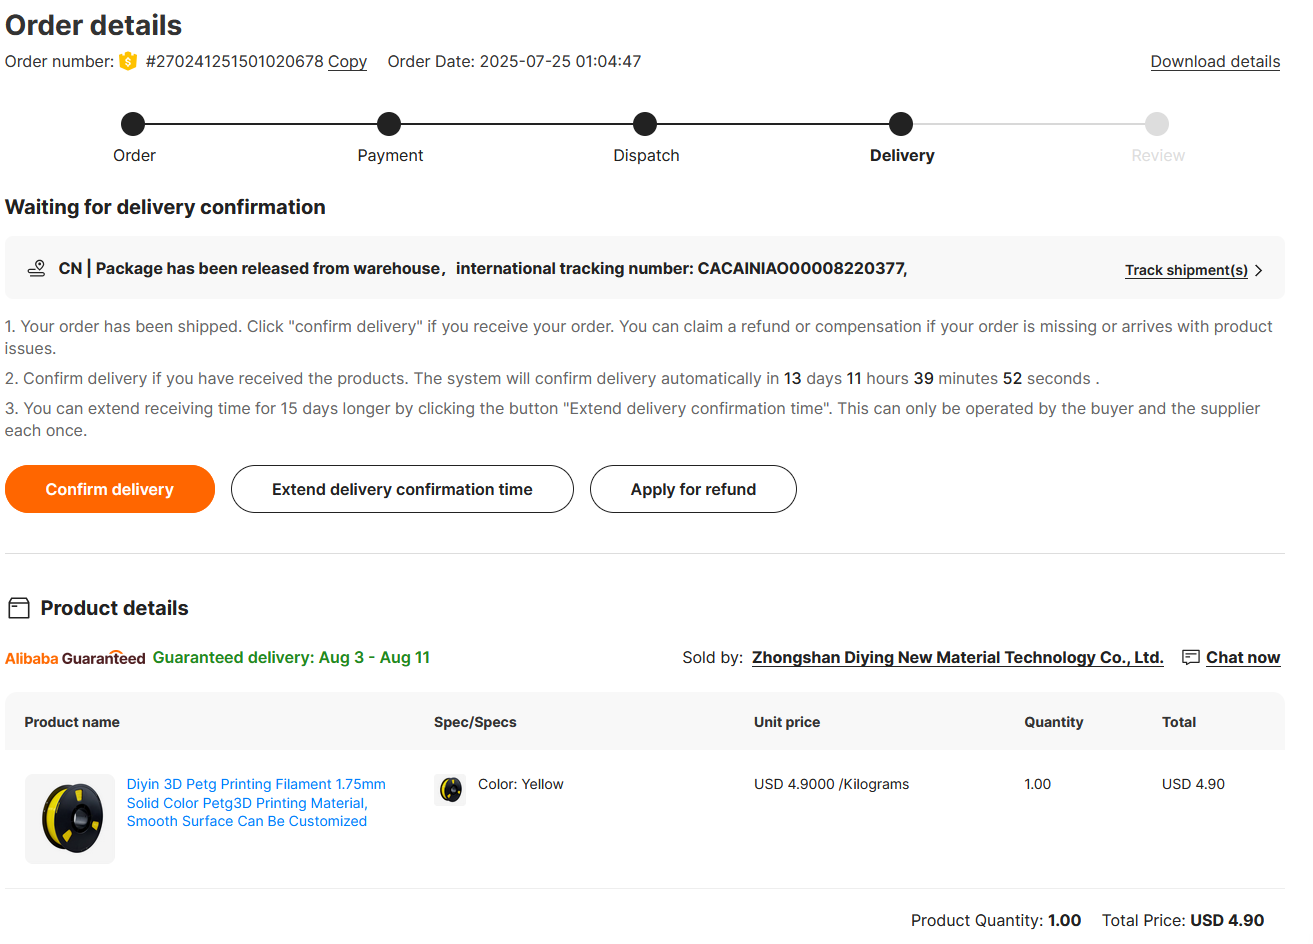 Order details
Order number: #270241251501020678 Copy Order Date: 2025-07-25 01:04:47 Download details
Order Payment Dispatch Delivery Review
Waiting for delivery confirmation
CN | Package has been released from warehouse，international tracking number: CACAINIAO00008220377, Track shipment(s)
1. Your order has been shipped. Click "confirm delivery" if you receive your order. You can claim a refund or compensation if your order is missing or arrives with product
issues.
2. Confirm delivery if you have received the products. The system will confirm delivery automatically in 13 days 11 hours 39 minutes 52 seconds .
3. You can extend receiving time for 15 days longer by clicking the button "Extend delivery confirmation time". This can only be operated by the buyer and the supplier
each once.
Confirm delivery Extend delivery confirmation time Apply for refund
Product details
Alibaba Guaranteed Guaranteed delivery: Aug 3 - Aug 11 Sold by: Zhongshan Diying New Material Technology Co., Ltd. Chat now
Product name Spec/Specs Unit price Quantity Total
Diyin 3D Petg Printing Filament 1.75mm Color: Yellow USD 4.9000 /Kilograms 1.00 USD 4.90
Solid Color Petg3D Printing Material,
Smooth Surface Can Be Customized
Product Quantity: 1.00 Total Price: USD 4.90